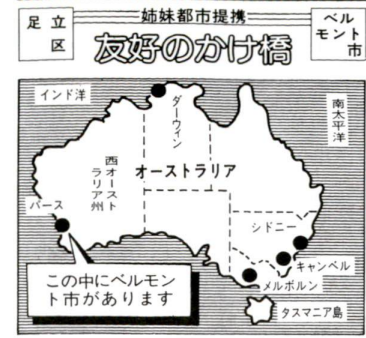 姉妹都市提携
足立
区
ベル
モント
市
友好のかけ橋
インド洋
ダーウィン
南太平洋
西オースト
ラリア州
オーストラリア
パース
シドニー
キャンベル
メルボルン
この中にベルモン
ト市があります
タスマニア島